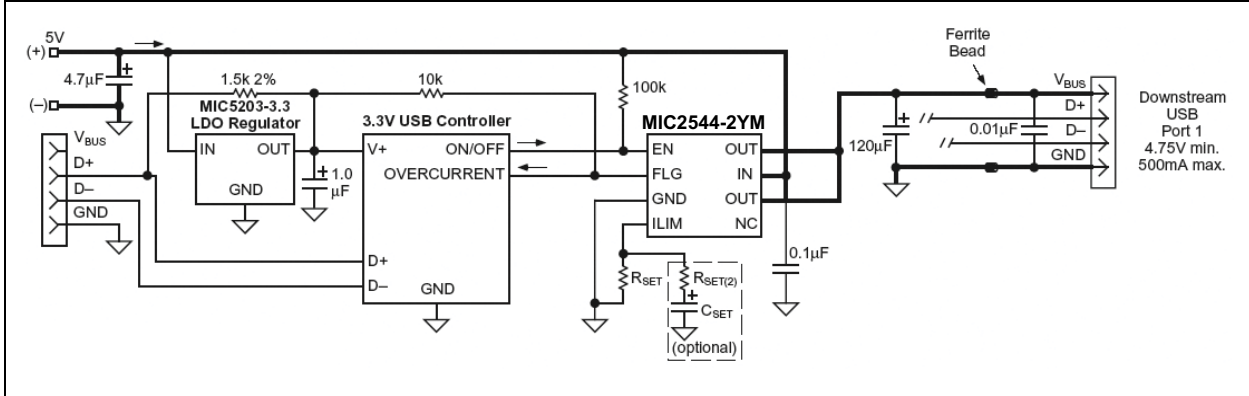 5V
(+)
4.7µF
(–)
1.5k 2%
MIC5203-3.3
LDO Regulator
IN
OUT
GND
1.0
µF
10k
3.3V USB Controller
V+
ON/OFF
OVERCURRENT
D+
D–
GND
100k
MIC2544-2YM
EN
OUT
FLG
IN
GND
OUT
ILIM
NC
RSET
RSET(2)
CSET
(optional)
0.1µF
VBUS
D+
D–
GND
Ferrite
Bead
120µF
0.01µF
VBUS
D+
D–
GND
Downstream
USB
Port 1
4.75V min.
500mA max.